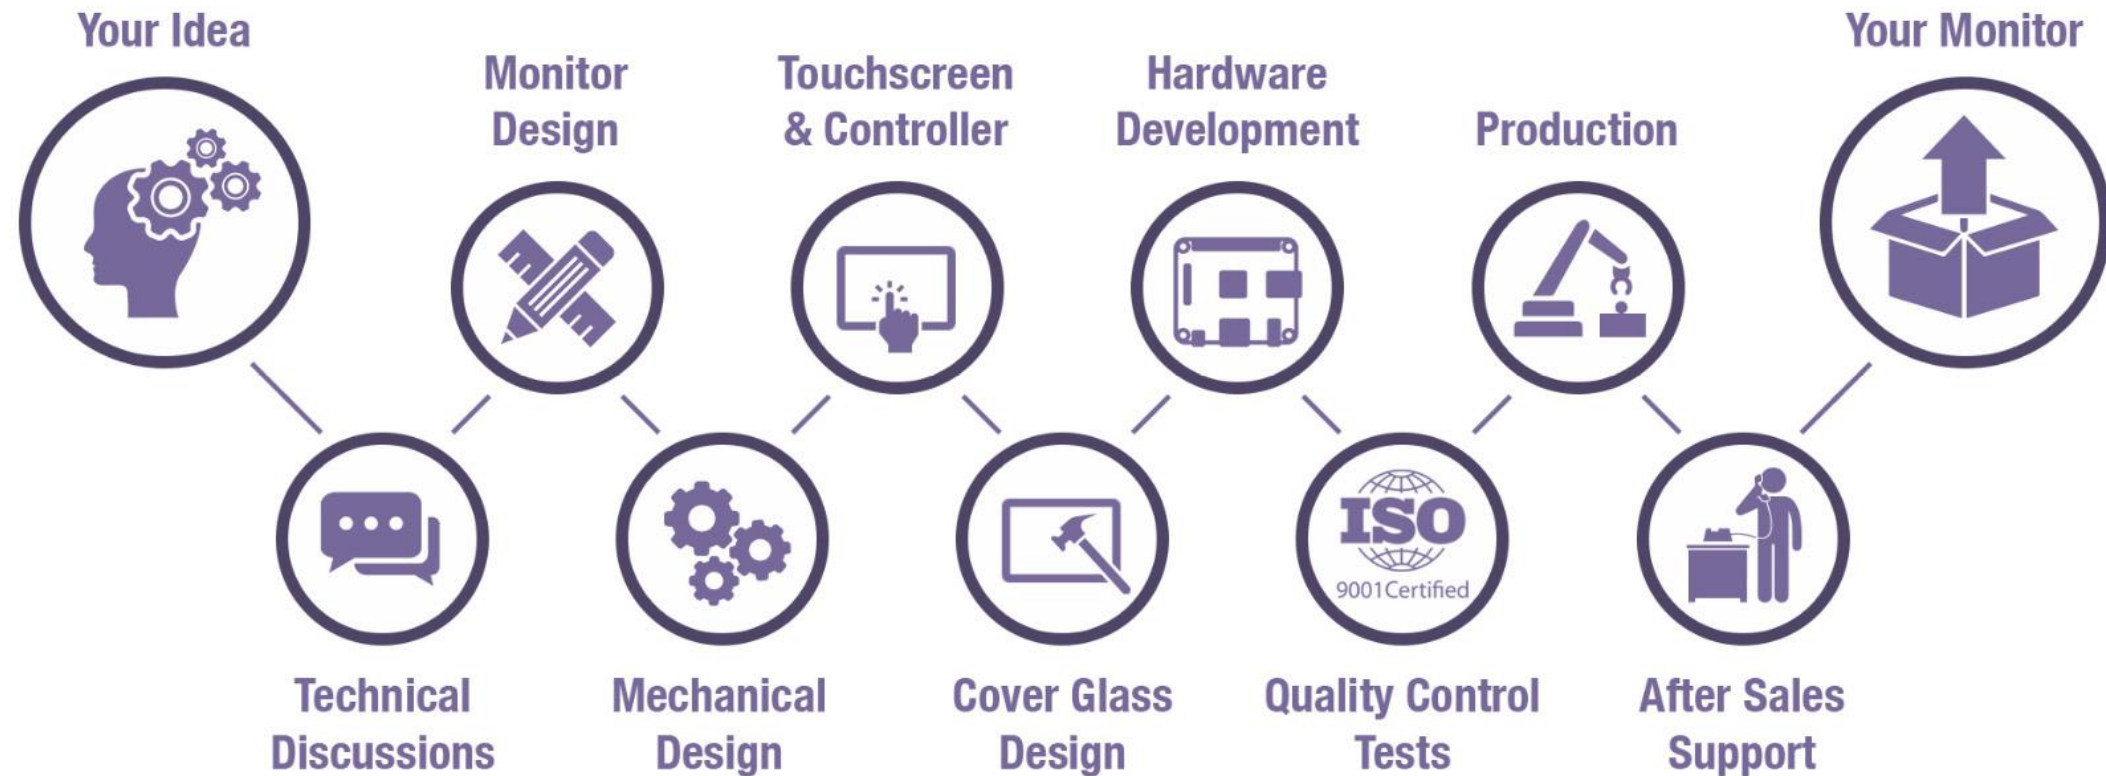 Your Idea
Technical
Discussions
Monitor
Design
Mechanical
Design
Touchscreen
& Controller
Cover Glass
Design
Hardware
Development
ISO
9001Certified
Quality Control
Tests
Production
After Sales
Support
Your Monitor